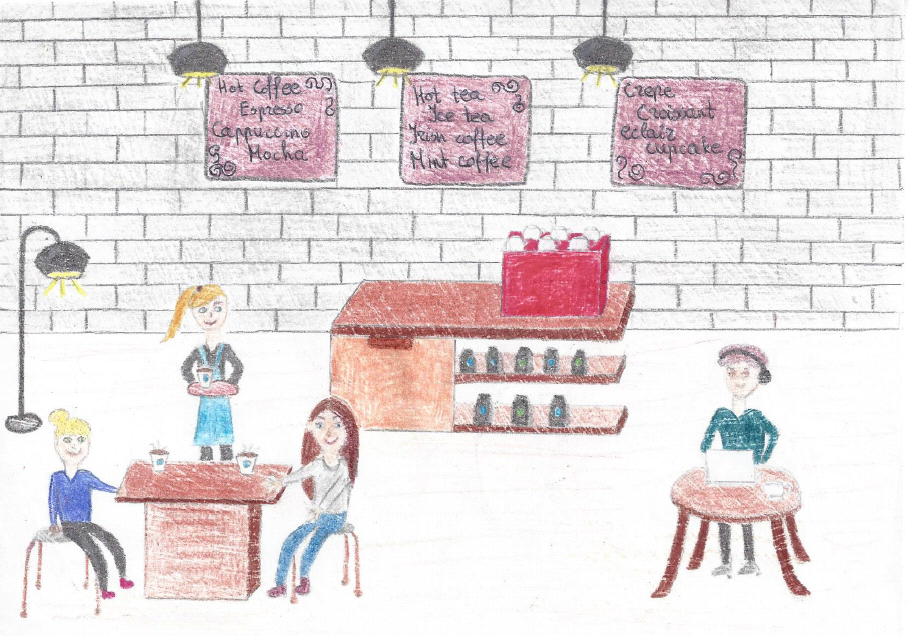 Hot Coffee
Espresso
Cappuccino
Mocha
Hot tea
Ice tea
Irish coffee
Mint coffee
Crepe
Croissant
eclair
cupcake